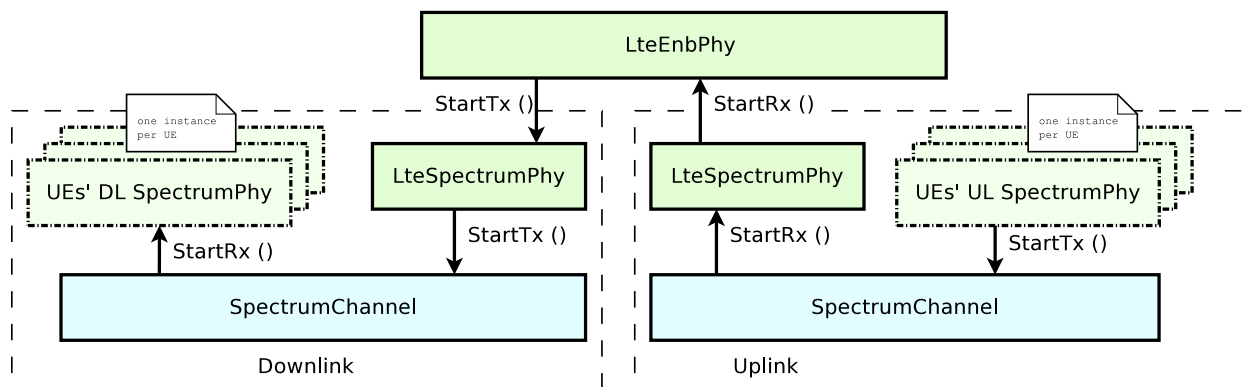 LteEnbPhy
StartTx ()
StartRx ()
one instance
per UE
one instance
per UE
UEs' DL SpectrumPhy
LteSpectrumPhy
LteSpectrumPhy
UEs' UL SpectrumPhy
StartRx ()
StartTx ()
StartRx ()
StartTx ()
SpectrumChannel
SpectrumChannel
Downlink
Uplink